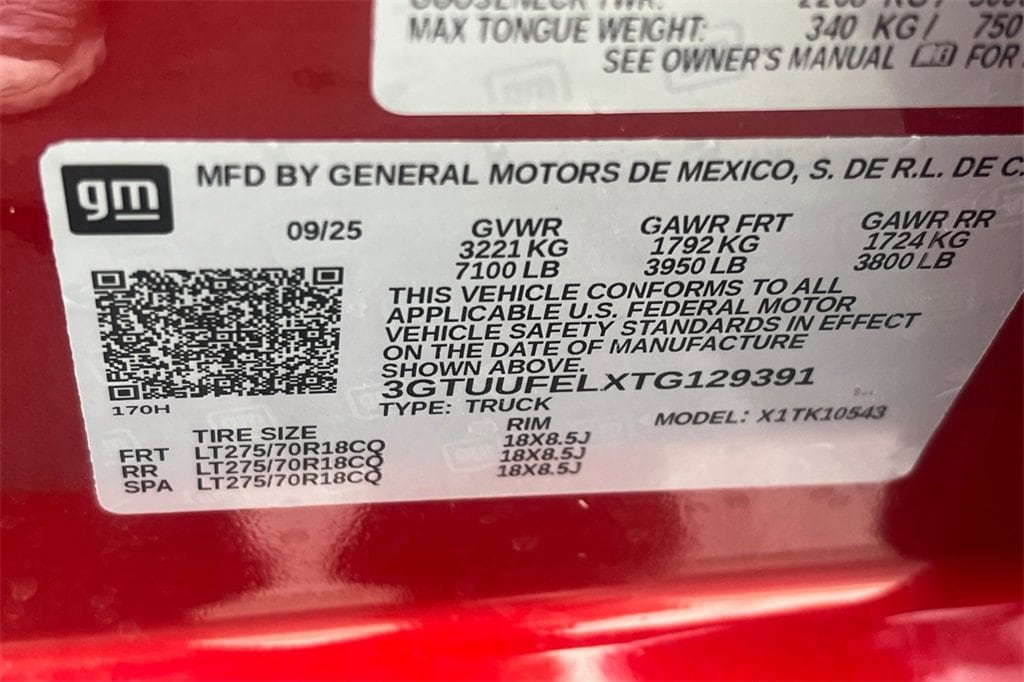 MAX TONGUE WEIGHT: 340 KG/ 750
SEE OWNER'S MANUAL FOR
gm
MFD BY GENERAL MOTORS DE MEXICO, S. DE R.L. DE C.
09/25
GVWR
3221 KG
7100 LB
GAWR FRT
1792 KG
3950 LB
GAWR RR
1724 KG
3800 LB
THIS VEHICLE CONFORMS TO ALL
APPLICABLE U.S. FEDERAL MOTOR
VEHICLE SAFETY STANDARDS IN EFFECT
ON THE DATE OF MANUFACTURE
SHOWN ABOVE.
3GTUUFELXTG129391
TYPE: TRUCK
MODEL: X1TK10543
170H
TIRE SIZE RIM
FRT LT275/70R18CQ 18X8.5J
RR LT275/70R18CQ 18X8.5J
SPA LT275/70R18CQ 18X8.5J